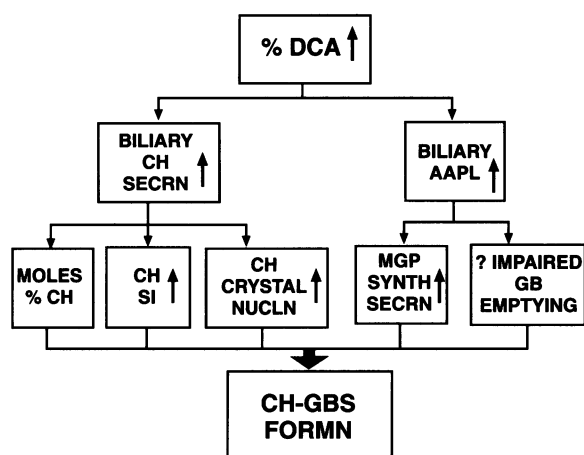 % DCA ↑
BILIARY
CH
SECRN ↑
BILIARY
AAPL ↑
MOLES
% CH
CH
SI ↑
CH
CRYSTAL
NUCLN ↑
MGP
SYNTH
SECRN ↑
? IMPAIRED
GB
EMPTYING
CH-GBS
FORMN